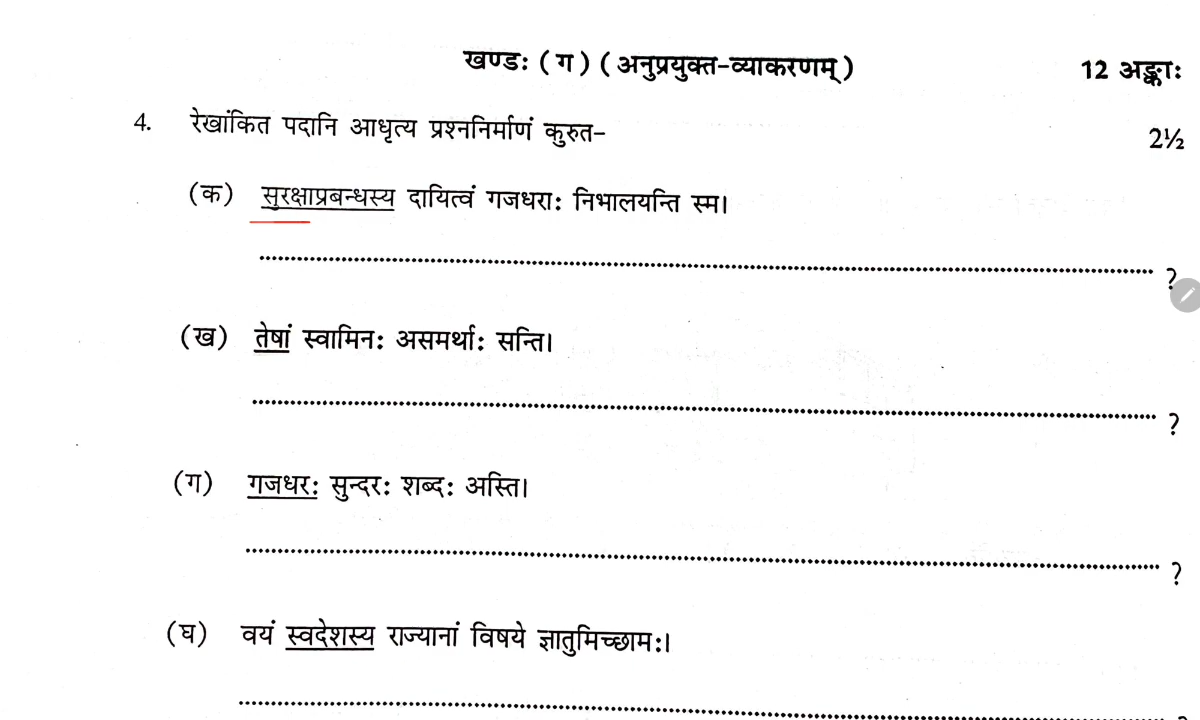 खण्डः (ग) (अनुप्रयुक्त-व्याकरणम्) 12 अङ्काः
4. रेखांकित पदानि आधृत्य प्रश्ननिर्माणं कुरुत- 2½
(क) सुरक्षाप्रबन्धस्य दायित्वं गजधराः निभालयन्ति स्म।
........................................................................ ?
(ख) तेषां स्वामिनः असमर्थाः सन्ति।
........................................................................ ?
(ग) गजधरः सुन्दरः शब्दः अस्ति।
........................................................................ ?
(घ) वयं स्वदेशस्य राज्यानां विषये ज्ञातुमिच्छामः।
........................................................................ ?